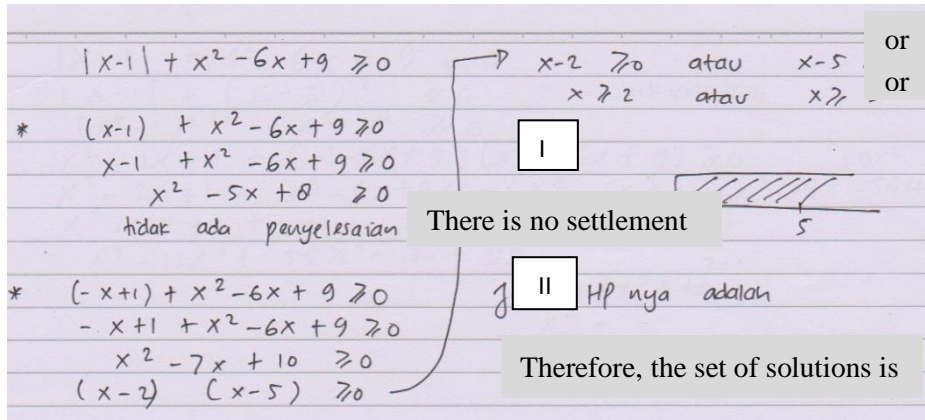 |x-1| + x² - 6x + 9 ≥ 0
* (x-1) + x² - 6x + 9 ≥ 0
x-1 + x² - 6x + 9 ≥ 0
x² - 5x + 8 ≥ 0
tidak ada penyelesaian
There is no settlement
* (-x+1) + x² - 6x + 9 ≥ 0
- x+1 + x² - 6x + 9 ≥ 0
x² - 7x + 10 ≥ 0
(x-2) (x-5) ≥ 0
x-2 ≥ 0 atau x-5 or
x ≥ 2 atau x ≥ or
I
5
II HP nya adalah
Therefore, the set of solutions is